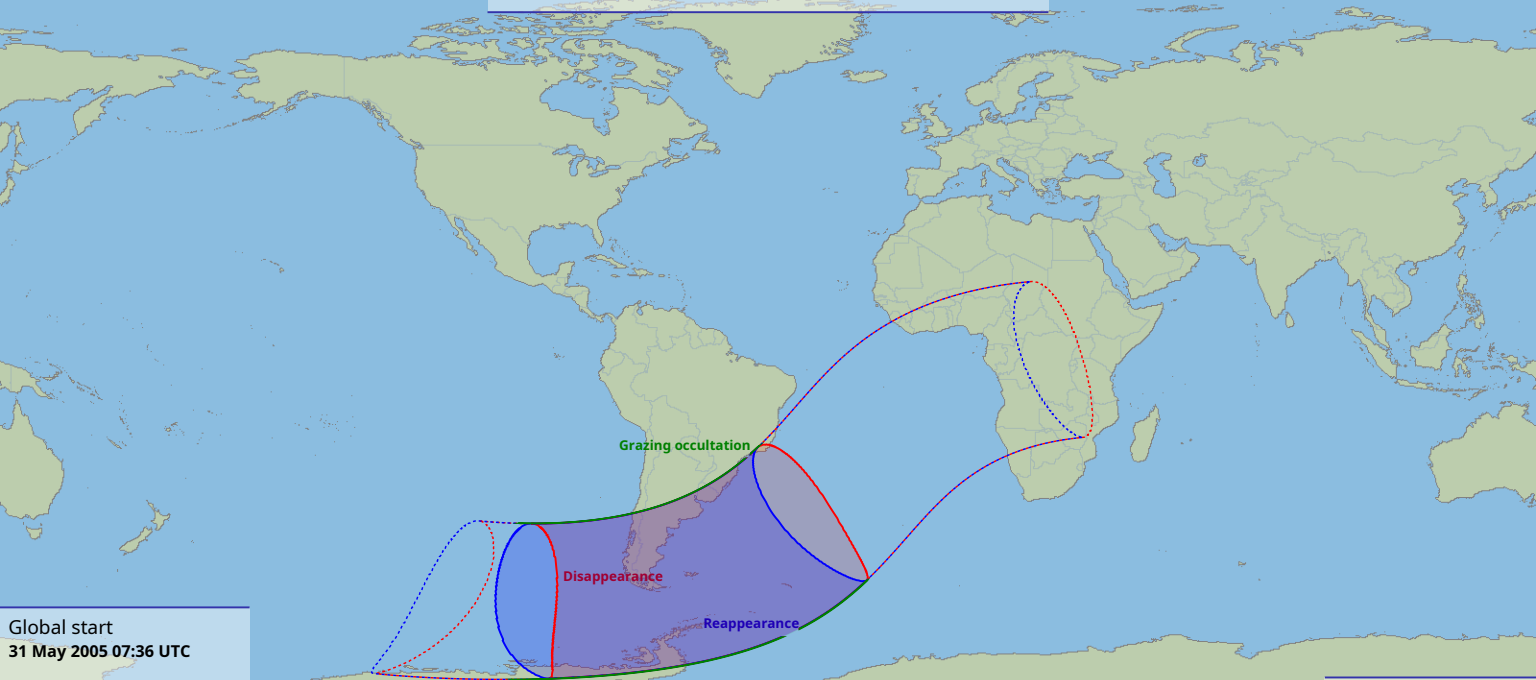 Grazing occultation
Disappearance
Reappearance
Global start
31 May 2005 07:36 UTC